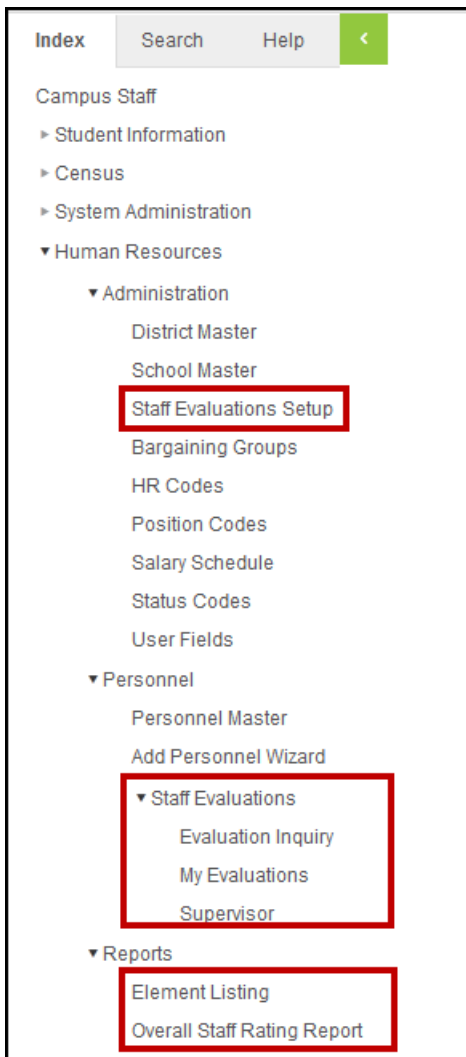 Index Search Help
Campus Staff
Student Information
Census
System Administration
Human Resources
Administration
District Master
School Master
Staff Evaluations Setup
Bargaining Groups
HR Codes
Position Codes
Salary Schedule
Status Codes
User Fields
Personnel
Personnel Master
Add Personnel Wizard
Staff Evaluations
Evaluation Inquiry
My Evaluations
Supervisor
Reports
Element Listing
Overall Staff Rating Report